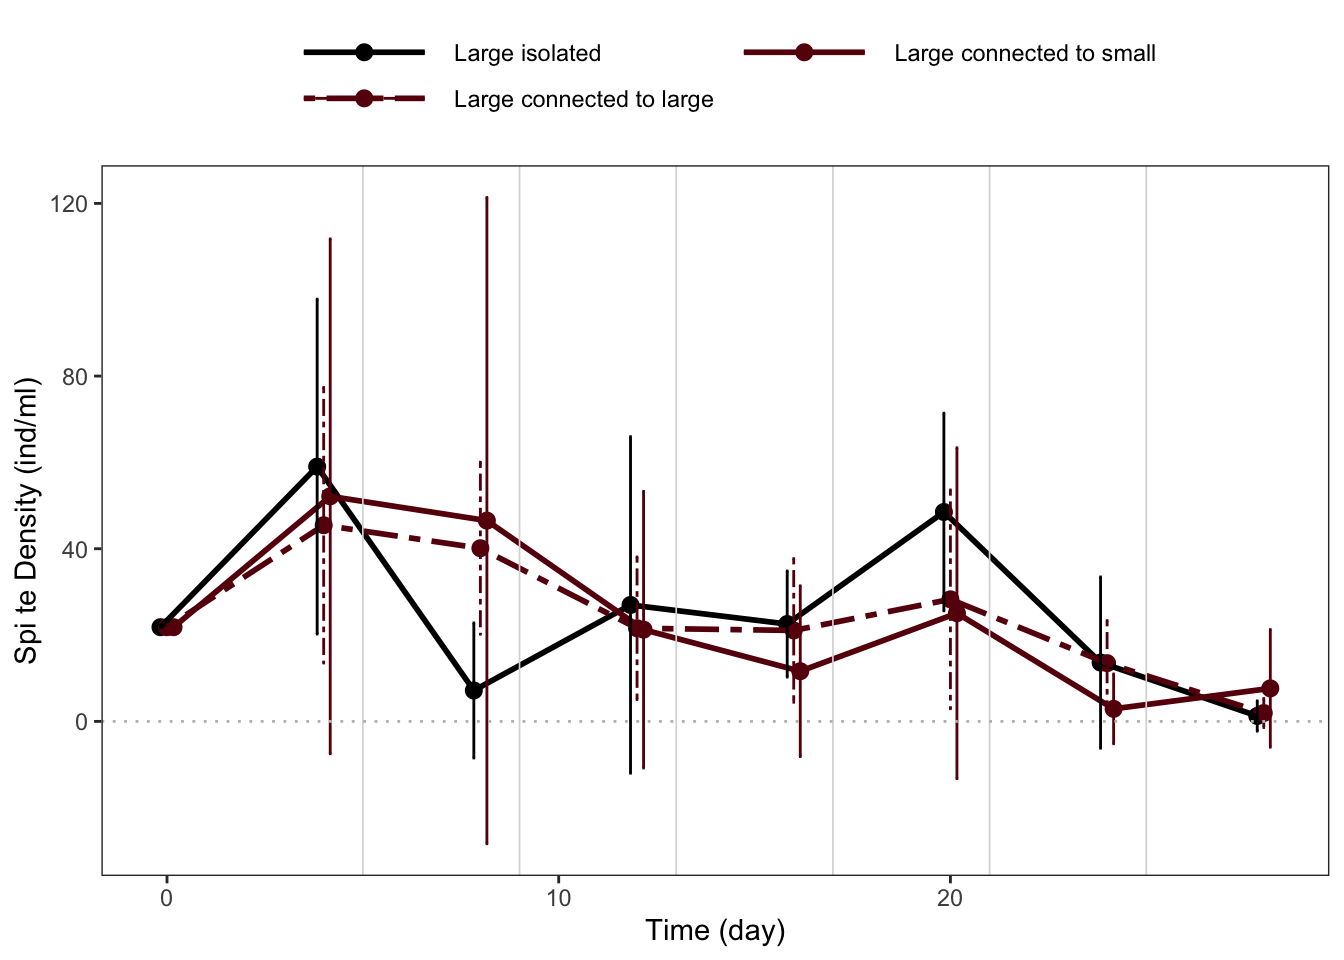 Large isolated
Large connected to small
Large connected to large
120
80
40
0
Spi te Density (ind/ml)
0
10
20
Time (day)